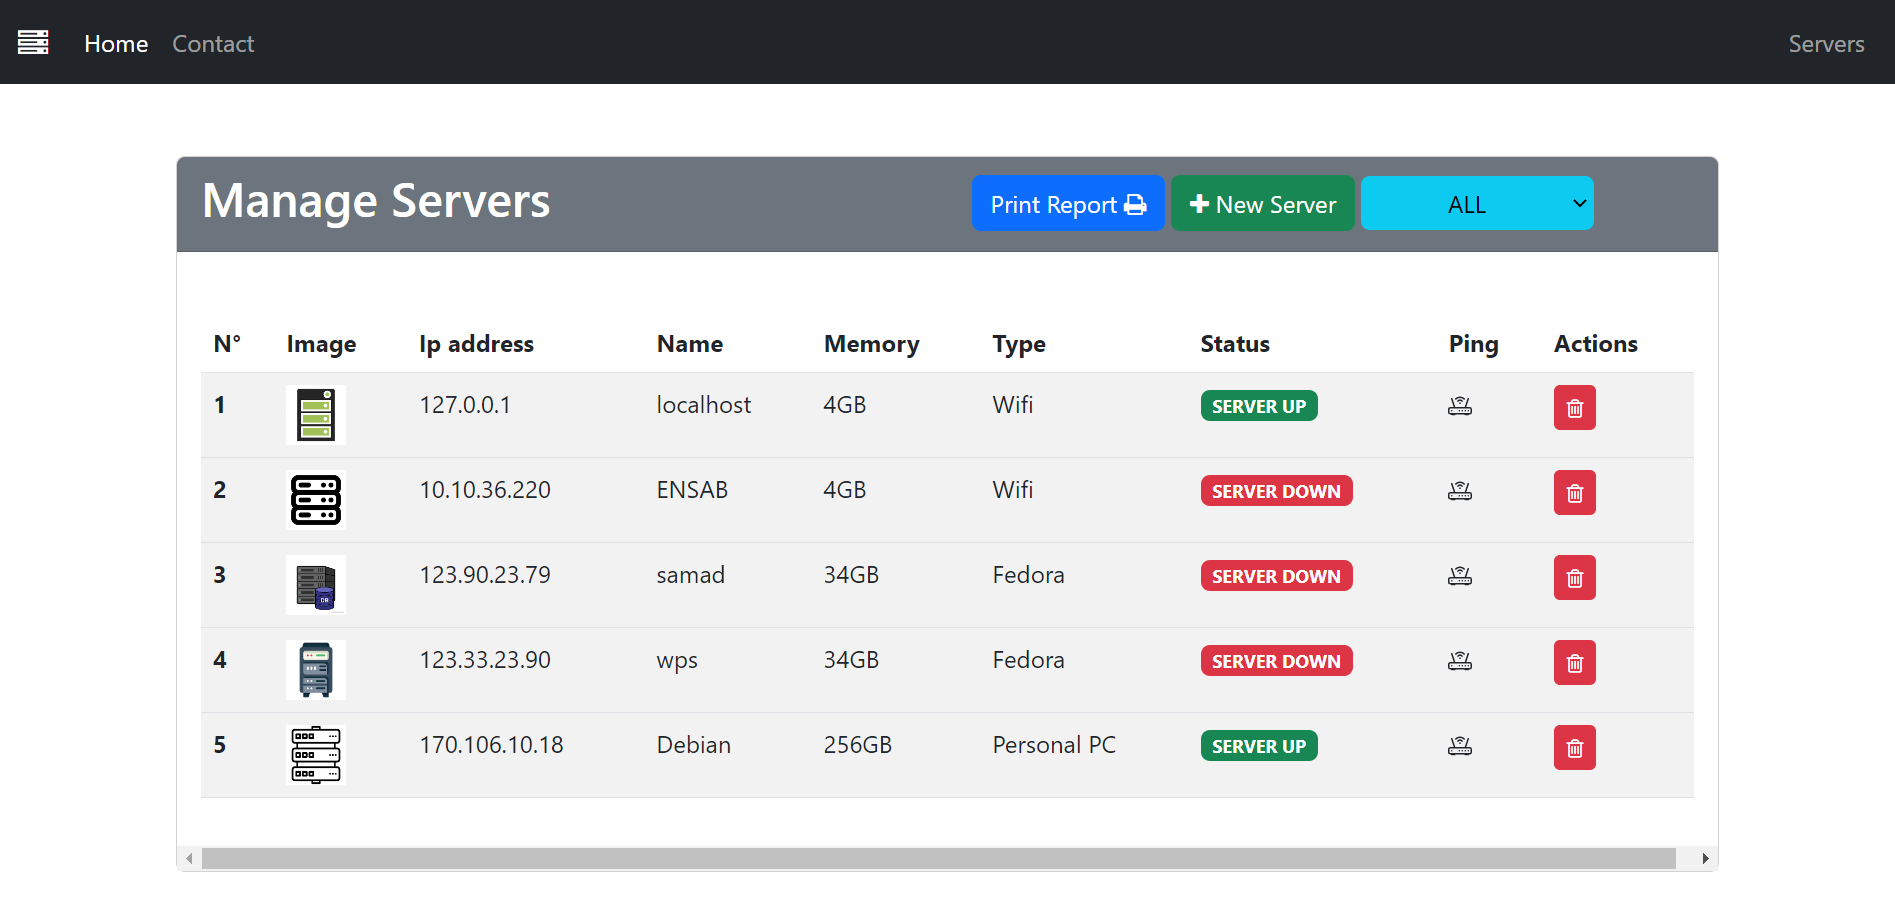 Home Contact Servers
Manage Servers Print Report New Server ALL
N° Image Ip address Name Memory Type Status Ping Actions
1 127.0.0.1 localhost 4GB Wifi SERVER UP
2 10.10.36.220 ENSAB 4GB Wifi SERVER DOWN
3 DB 123.90.23.79 samad 34GB Fedora SERVER DOWN
4 123.33.23.90 wps 34GB Fedora SERVER DOWN
5 170.106.10.18 Debian 256GB Personal PC SERVER UP